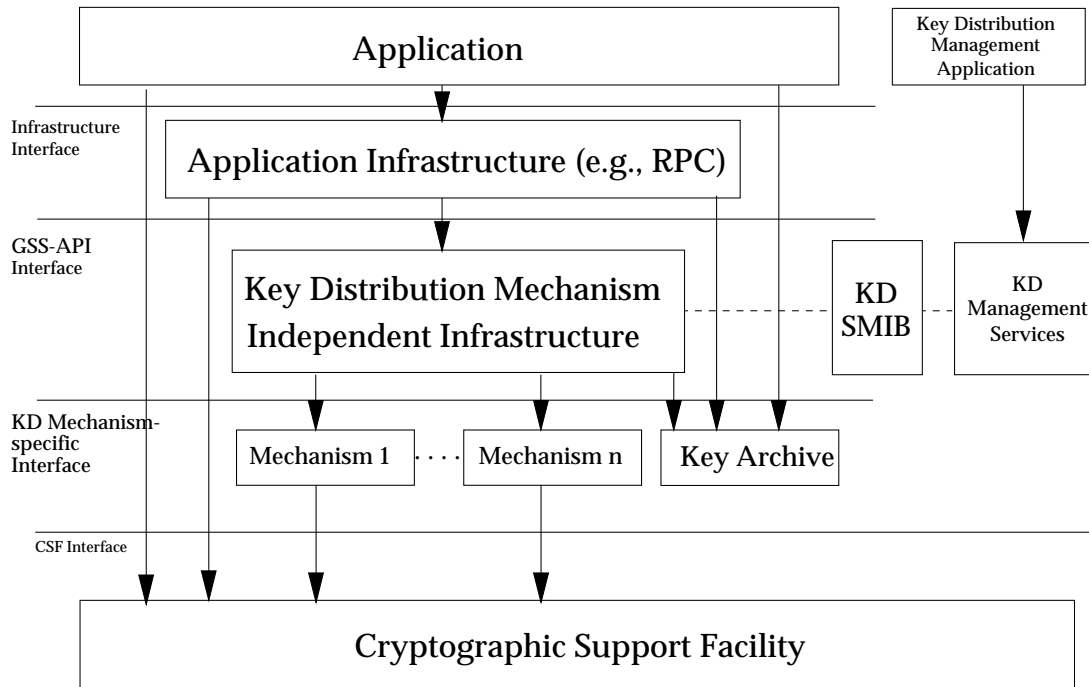 Application
Key Distribution
Management
Application
Infrastructure
Interface
Application Infrastructure (e.g., RPC)
GSS-API
Interface
Key Distribution Mechanism
Independent Infrastructure
KD
SMIB
KD
Management
Services
KD Mechanism-
specific
Interface
Mechanism 1
. . . .
Mechanism n
Key Archive
CSF Interface
Cryptographic Support Facility